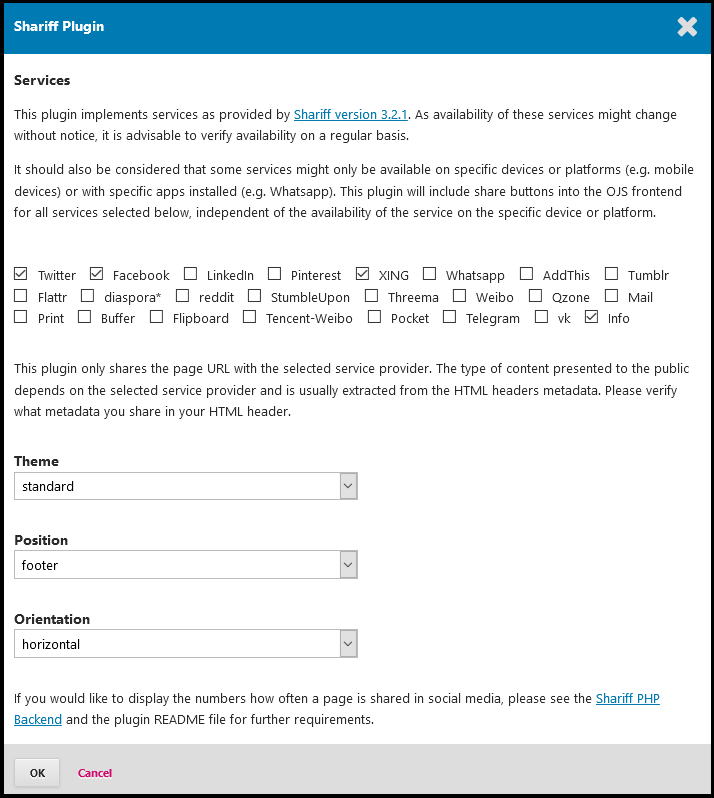 Shariff Plugin
Services
This plugin implements services as provided by Shariff version 3.2.1. As availability of these services might change
without notice, it is advisable to verify availability on a regular basis.
It should also be considered that some services might only be available on specific devices or platforms (e.g. mobile
devices) or with specific apps installed (e.g. Whatsapp). This plugin will include share buttons into the OJS frontend
for all services selected below, independent of the availability of the service on the specific device or platform.
Twitter Facebook LinkedIn Pinterest XING Whatsapp AddThis Tumblr
Flattr diaspora* reddit StumbleUpon Threema Weibo Qzone Mail
Print Buffer Flipboard Tencent-Weibo Pocket Telegram vk Info
This plugin only shares the page URL with the selected service provider. The type of content presented to the public
depends on the selected service provider and is usually extracted from the HTML headers metadata. Please verify
what metadata you share in your HTML header.
Theme
standard
Position
footer
Orientation
horizontal
If you would like to display the numbers how often a page is shared in social media, please see the Shariff PHP
Backend and the plugin README file for further requirements.
OK Cancel